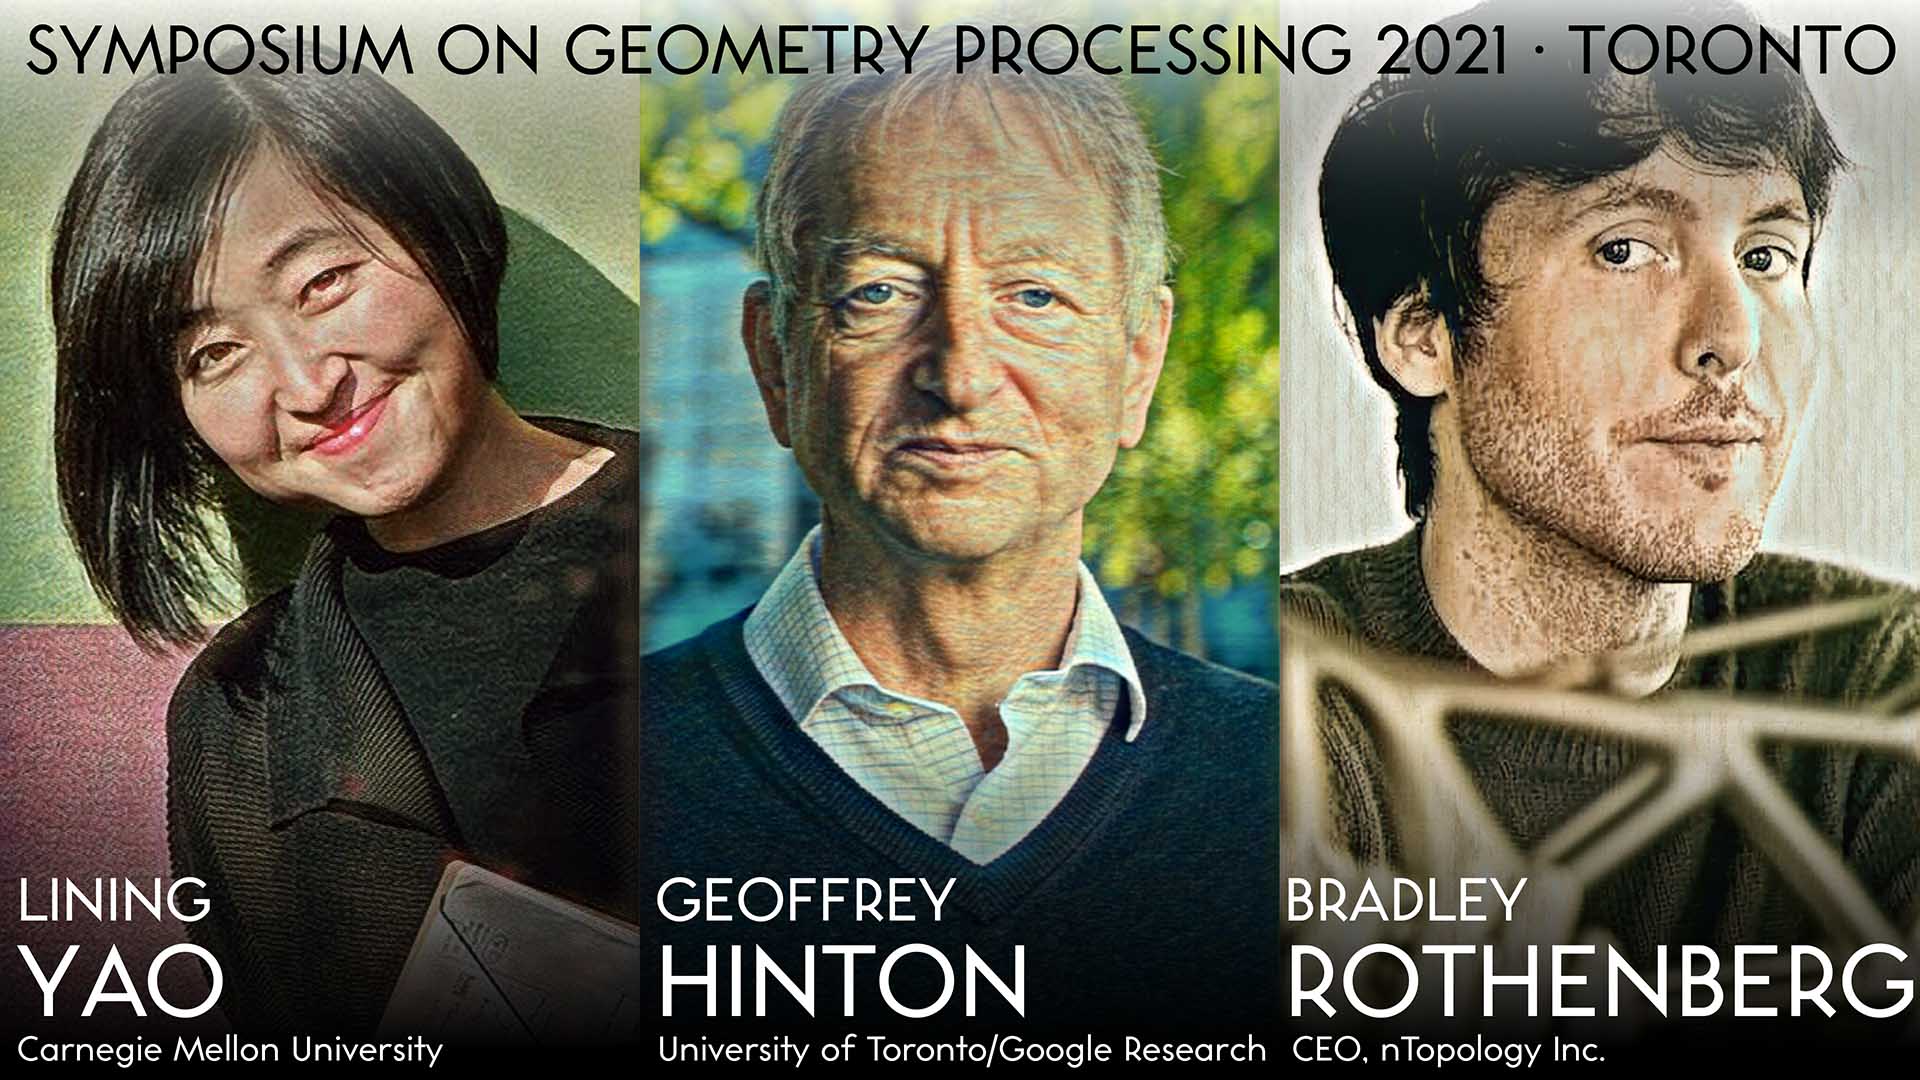 SYMPOSIUM ON GEOMETRY PROCESSING 2021 · TORONTO
LINING
YAO
Carnegie Mellon University
GEOFFREY
HINTON
University of Toronto/Google Research
BRADLEY
ROTHENBERG
CEO, nTopology Inc.